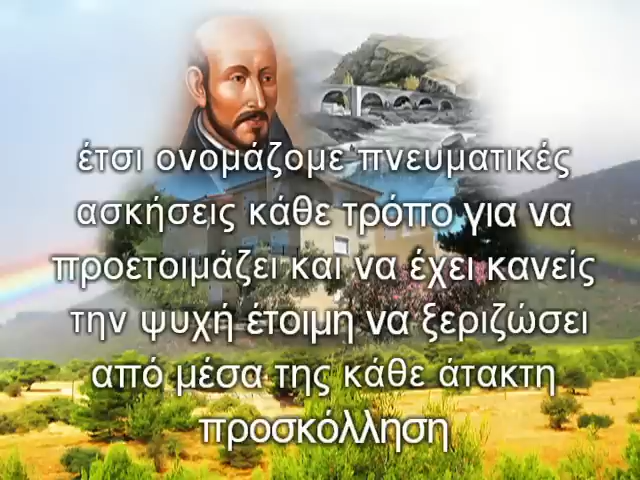 έτσι ονομάζομε πνευματικές
ασκήσεις κάθε τρόπο για να
προετοιμάζει και να έχει κανείς
την ψυχή έτοιμη να ξεριζώσει
από μέσα της κάθε άτακτη
προσκόλληση